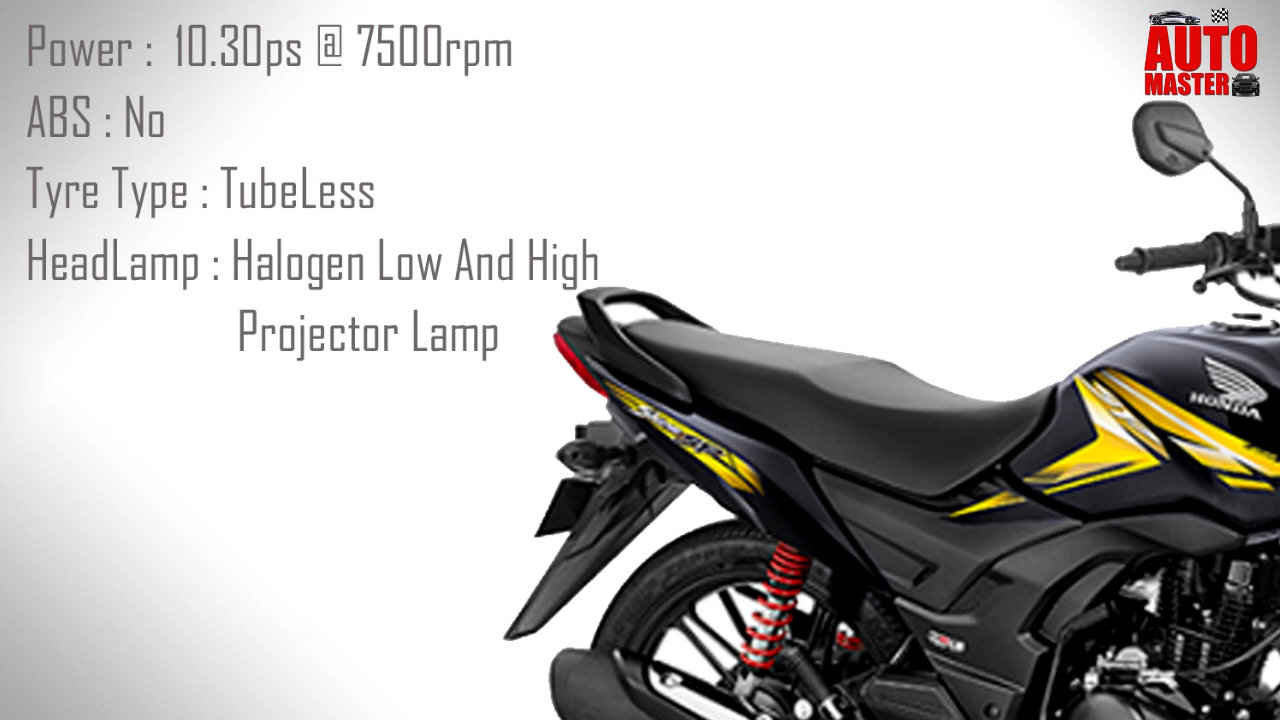 Power : 10.30ps @ 7500rpm
ABS : No
Tyre Type : TubeLess
HeadLamp : Halogen Low And High
Projector Lamp
AUTO
MASTER
HONDA